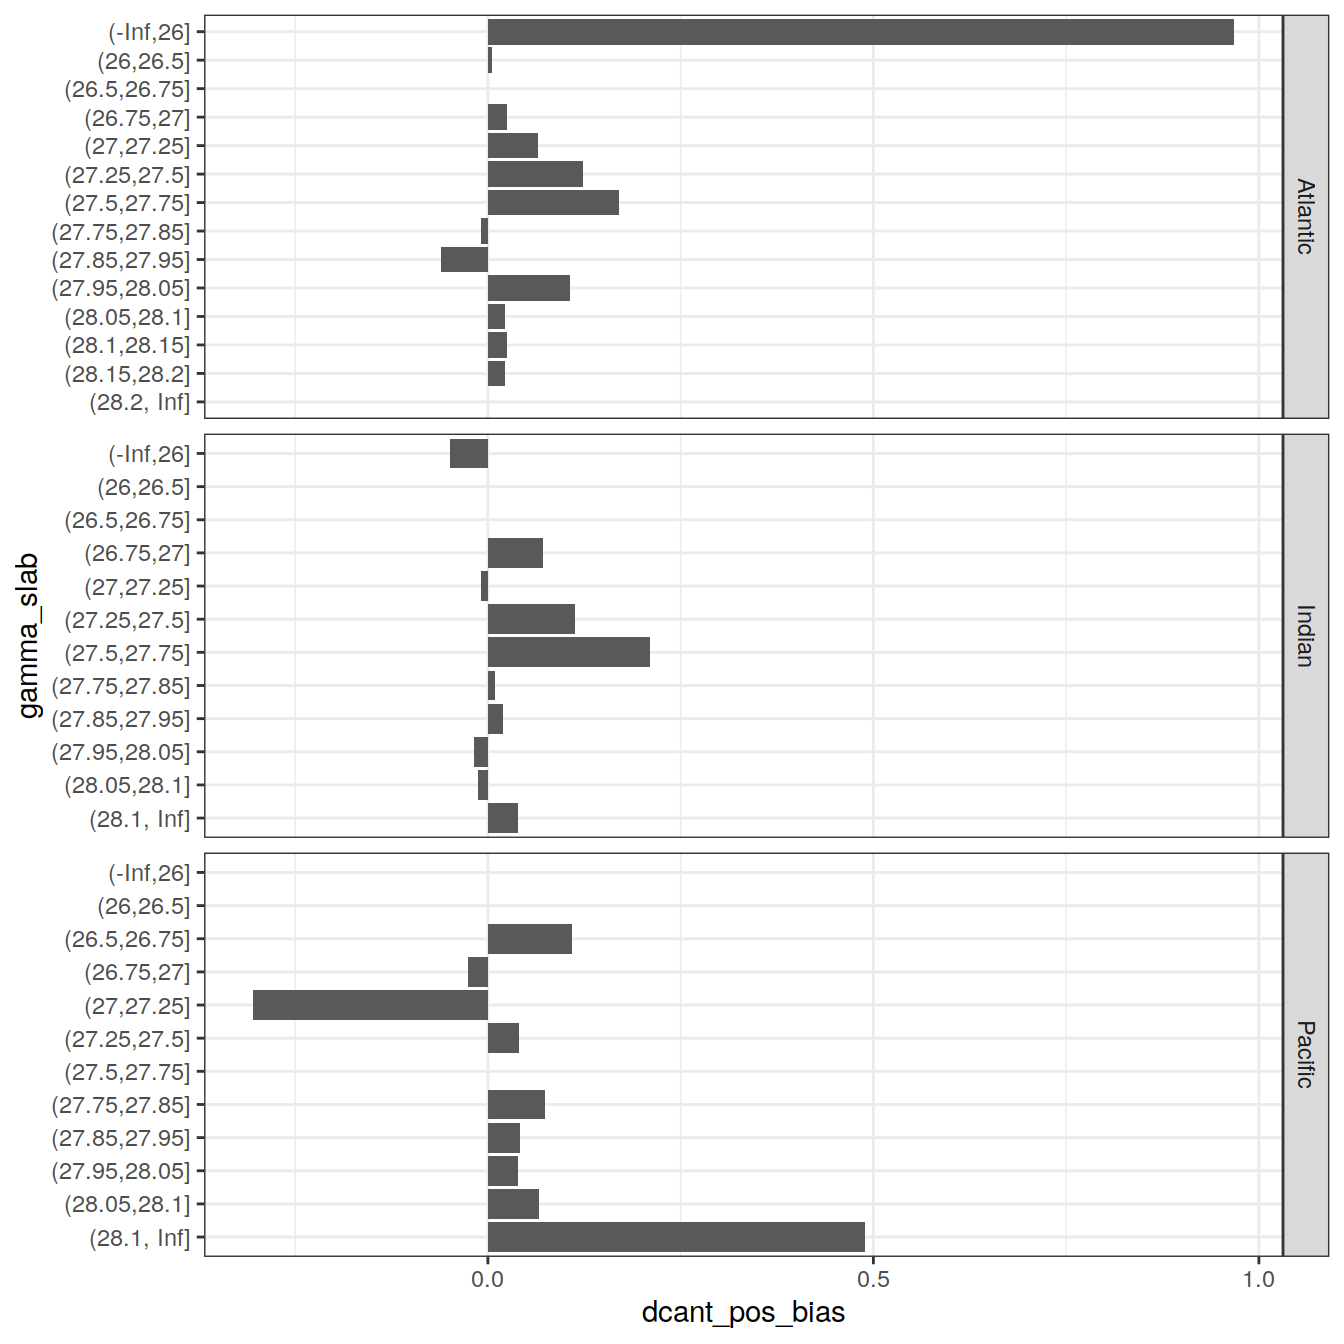 (-Inf,26]
(26,26.5]
(26.5,26.75]
(26.75,27]
(27,27.25]
(27.25,27.5]
(27.5,27.75]
(27.75,27.85]
(27.85,27.95]
(27.95,28.05]
(28.05,28.1]
(28.1,28.15]
(28.15,28.2]
(28.2, Inf]
Atlantic
(-Inf,26]
(26,26.5]
(26.5,26.75]
(26.75,27]
(27,27.25]
(27.25,27.5]
(27.5,27.75]
(27.75,27.85]
(27.85,27.95]
(27.95,28.05]
(28.05,28.1]
(28.1, Inf]
Indian
gamma_slab
(-Inf,26]
(26,26.5]
(26.5,26.75]
(26.75,27]
(27,27.25]
(27.25,27.5]
(27.5,27.75]
(27.75,27.85]
(27.85,27.95]
(27.95,28.05]
(28.05,28.1]
(28.1, Inf]
Pacific
0.0 0.5 1.0
dcant_pos_bias